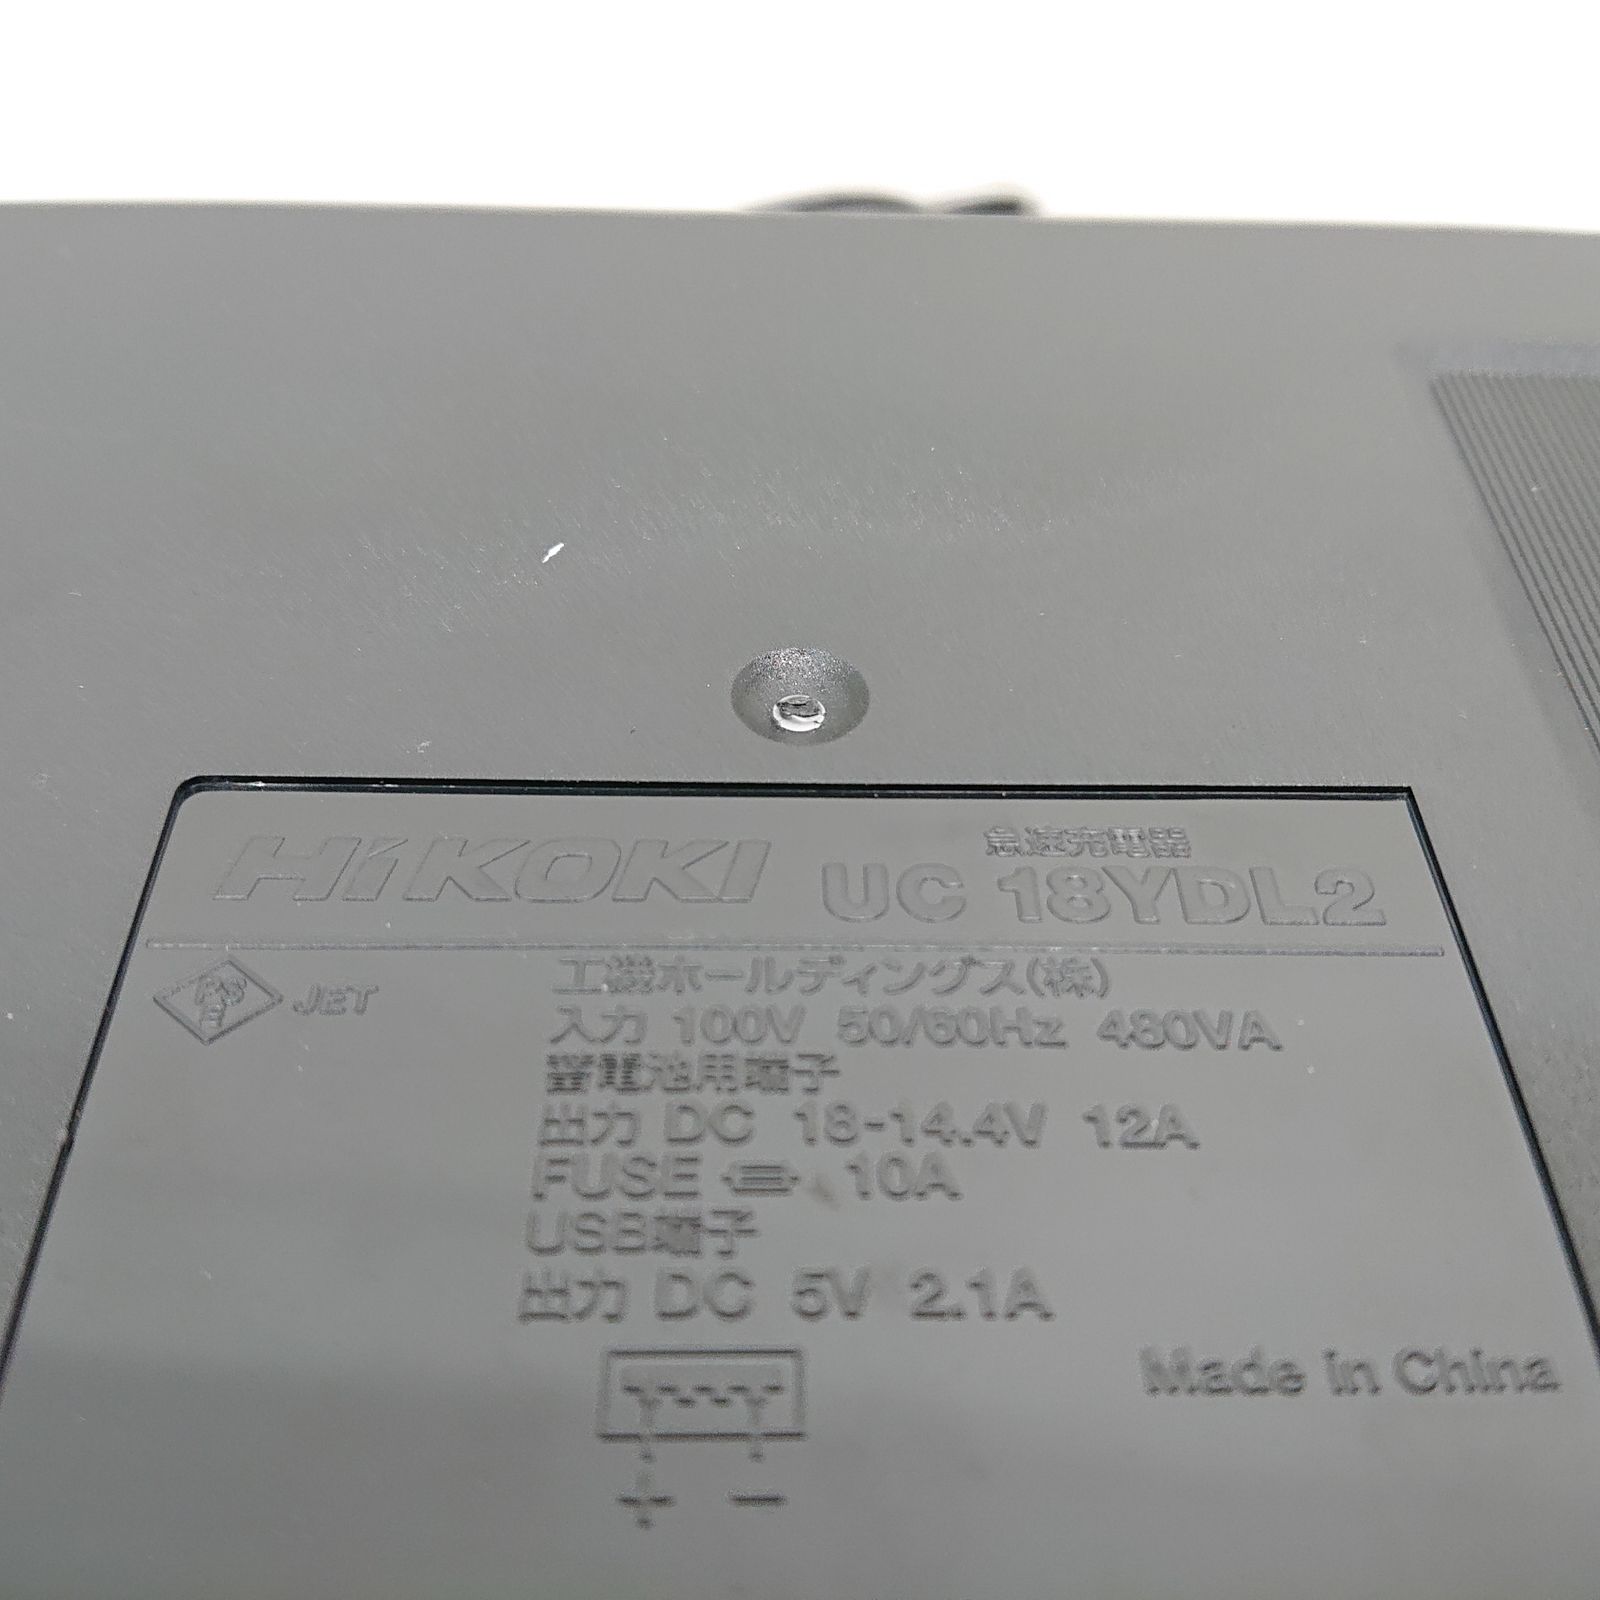 HiKOKI 急速充電器
UC 18YDL2
PS
E
JET
工機ホールディングス(株)
入力 100V 50/60Hz 480VA
蓄電池用端子
出力 DC 18-14.4V 12A
FUSE 10A
USB端子
出力 DC 5V 2.1A
+ −
Made in China